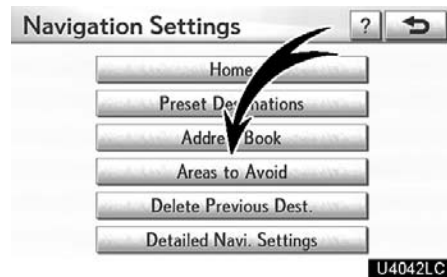 Navigation Settings ?
Home
Preset Destinations
Address Book
Areas to Avoid
Delete Previous Dest.
Detailed Navi. Settings
U4042LC